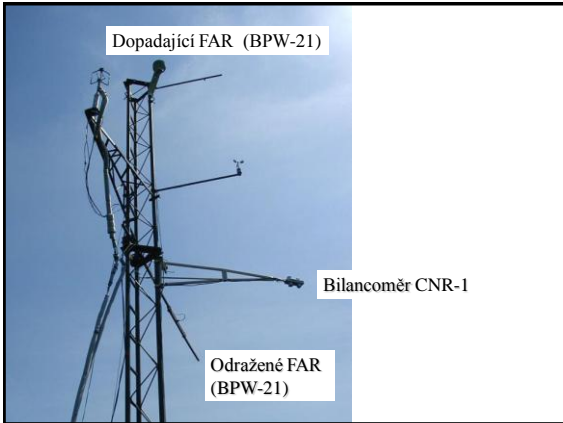 Dopadající FAR (BPW-21)
Bilancoměr CNR-1
Odražené FAR
(BPW-21)